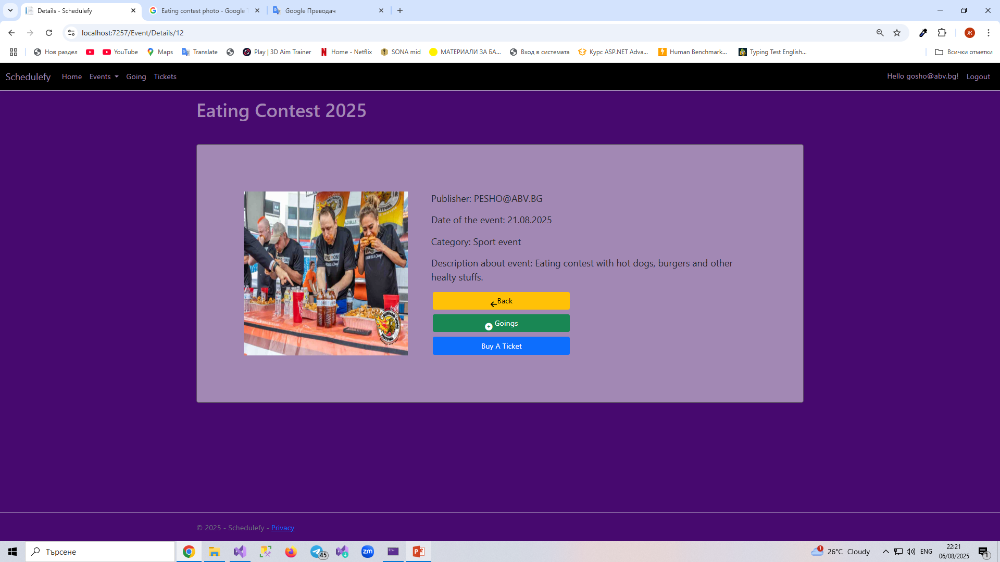 Details - Schedulefy
Eating contest photo - Google
Google Преводач
localhost:7257/Event/Details/12
Ж
Нов раздел
YouTube
Maps
Translate
Play | 3D Aim Trainer
Home - Netflix
SONA mid
МАТЕРИАЛИ ЗА БА...
Вход в системата
Курс ASP.NET Adva...
Human Benchmark...
Typing Test English...
Всички отметки
Schedulefy
Home
Events
Going
Tickets
Hello gosho@abv.bg!
Logout
Eating Contest 2025
Publisher: PESHO@ABV.BG
Date of the event: 21.08.2025
Category: Sport event
Description about event: Eating contest with hot dogs, burgers and other
healty stuffs.
Back
Goings
Buy A Ticket
© 2025 - Schedulefy - Privacy
Търсене
45
zm
1
26°C Cloudy
ENG
22:21
06/08/2025
1